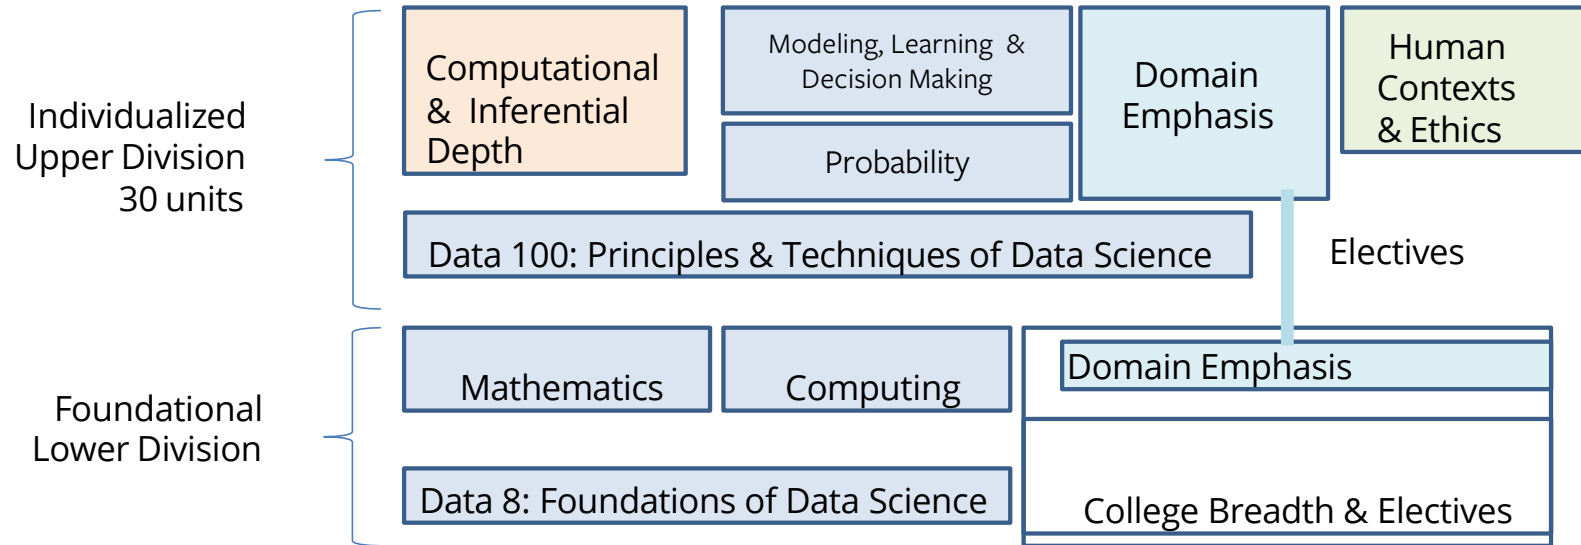 Individualized
Upper Division
30 units
Computational
& Inferential
Depth
Modeling, Learning &
Decision Making
Probability
Domain
Emphasis
Human
Contexts
& Ethics
Data 100: Principles & Techniques of Data Science
Electives
Foundational
Lower Division
Mathematics
Computing
Domain Emphasis
Data 8: Foundations of Data Science
College Breadth & Electives